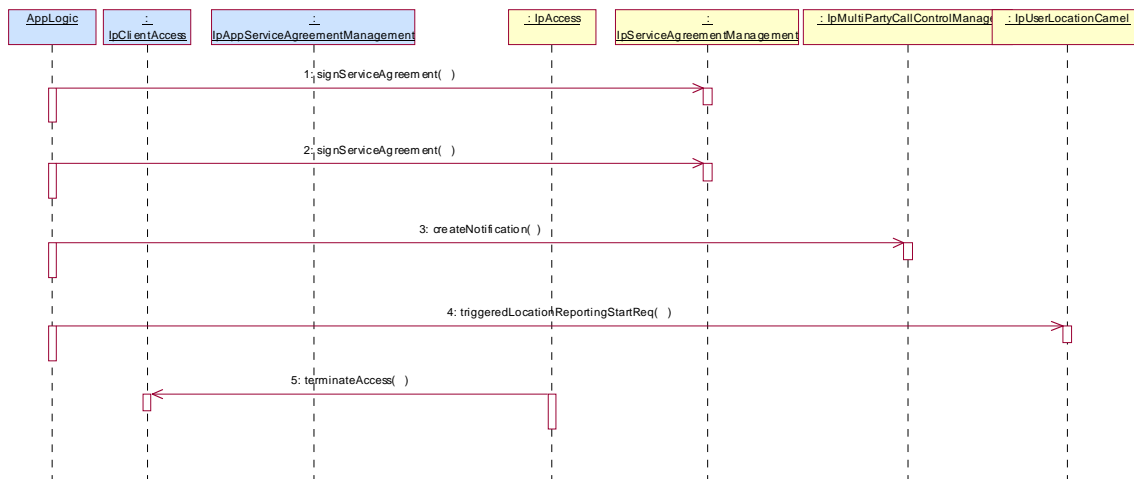 AppLogic
:
IpClientAccess
:
IpAppServiceAgreementManagement
: IpAccess
:
IpServiceAgreementManagement
: IpMultiPartyCallControlManage
: IpUserLocationCamel
1: signServiceAgreement( )
2: signServiceAgreement( )
3: createNotification( )
4: triggeredLocationReportingStartReq( )
5: terminateAccess( )